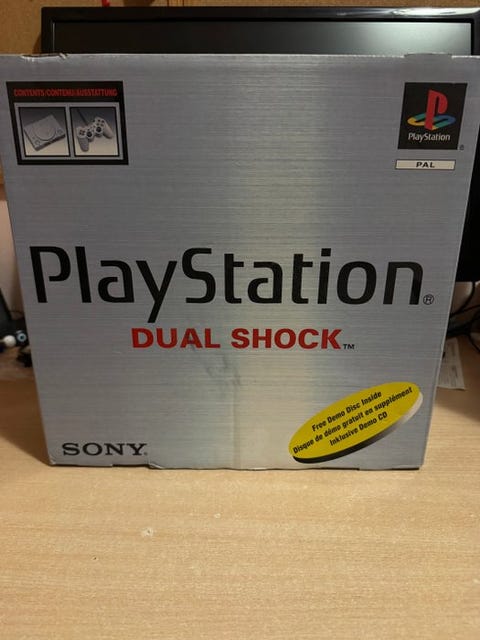 CONTENTS/CONTENU/AUSSTATTUNG
PlayStation®
PAL
PlayStation®
DUAL SHOCK™
Free Demo Disc Inside
Disque de démo gratuit en supplément
Inklusive Demo CD
SONY®